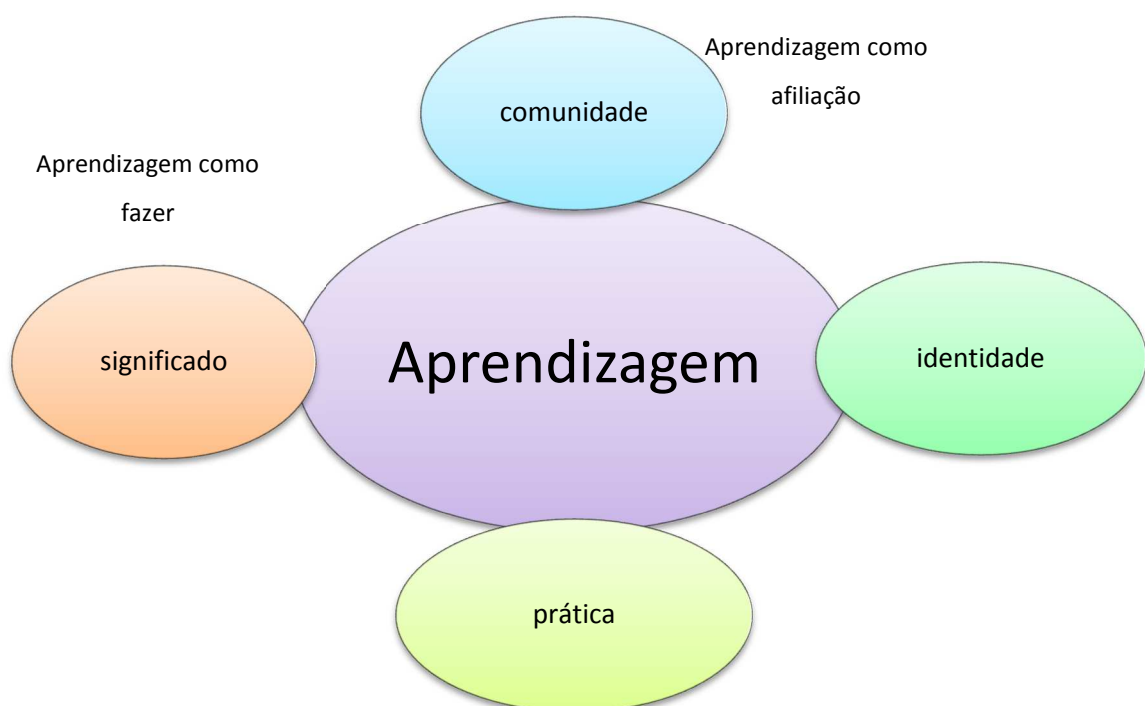 Aprendizagem como
afiliação
comunidade
Aprendizagem como
fazer
significado
Aprendizagem
identidade
prática